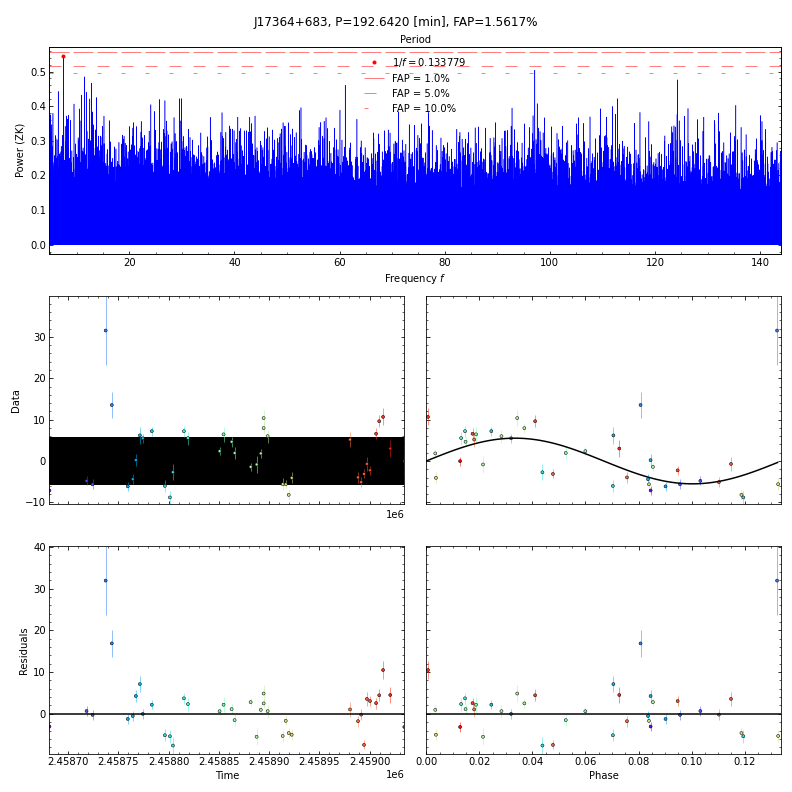 J17364+683, P=192.6420 [min], FAP=1.5617%
Period
Power (ZK)
0.5
0.4
0.3
0.2
0.1
0.0
1/f = 0.133779
FAP = 1.0%
FAP = 5.0%
FAP = 10.0%
20 40 60 80 100 120 140
Frequency f
Data
30
20
10
0
−10
1e6
Residuals
40
30
20
10
0
2.45870 2.45875 2.45880 2.45885 2.45890 2.45895 2.45900
1e6
Time
0.00 0.02 0.04 0.06 0.08 0.10 0.12
Phase